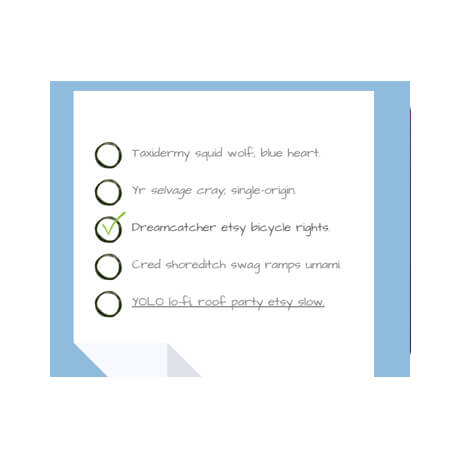 Taxidermy squid wolf, blue heart.
Yr selvage cray, single-origin.
Dreamcatcher etsy bicycle rights.
Cred shoreditch swag ramps umami.
YOLO lo-fi, roof party etsy slow.